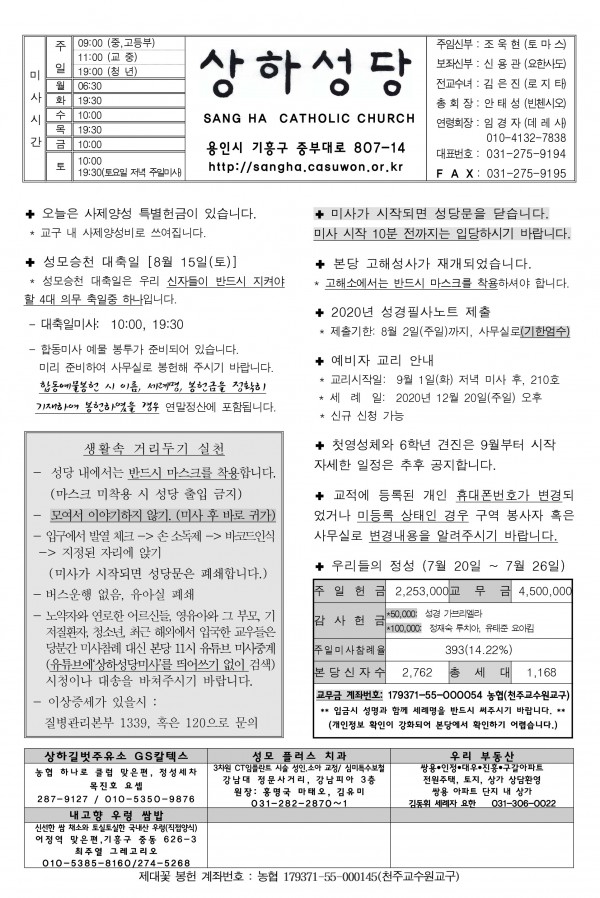 미사시간
주일 09:00 (중,고등부)
11:00 (교 중)
19:00 (청 년)
월 06:30
화 19:30
수 10:00
목 19:30
금 10:00
토 10:00
19:30(토요일 저녁 주일미사)
상하성당
SANG HA CATHOLIC CHURCH
용인시 기흥구 중부대로 807-14
http://sangha.casuwon.or.kr
주임신부 : 조 욱 현 (토 마 스)
보좌신부 : 신 용 관 (요한사도)
전교수녀 : 김 은 진 (로 지 타)
총 회 장 : 안 태 성 (빈첸시오)
연령회장 : 임 경 자 (데 레 사)
010-4132-7838
대표번호 : 031-275-9194
F A X : 031-275-9195
✚ 오늘은 사제양성 특별헌금이 있습니다.
* 교구 내 사제양성비로 쓰여집니다.
✚ 성모승천 대축일 [8월 15일(토)]
* 성모승천 대축일은 우리 신자들이 반드시 지켜야
할 4대 의무 축일중 하나입니다.
- 대축일미사: 10:00, 19:30
- 합동미사 예물 봉투가 준비되어 있습니다.
미리 준비하여 사무실로 봉헌해 주시기 바랍니다.
합동예물봉헌 시 이름, 세례명, 봉헌금을 정확히
기재하여 봉헌하였을 경우 연말정산에 포함됩니다.
생활속 거리두기 실천
- 성당 내에서는 반드시 마스크를 착용합니다.
(마스크 미착용 시 성당 출입 금지)
- 모여서 이야기하지 않기. (미사 후 바로 귀가)
- 입구에서 발열 체크 -> 손 소독제 -> 바코드인식
-> 지정된 자리에 앉기
(미사가 시작되면 성당문은 폐쇄합니다.)
- 버스운행 없음, 유아실 폐쇄
- 노약자와 연로한 어르신들, 영유아와 그 부모, 기
저질환자, 청소년, 최근 해외에서 입국한 교우들은
당분간 미사참례 대신 본당 11시 유튜브 미사중계
(유튜브에'상하성당미사'를 띄어쓰기 없이 검색)
시청이나 대송을 바쳐주시기 바랍니다.
- 이상증세가 있을시 :
질병관리본부 1339, 혹은 120으로 문의
✚ 미사가 시작되면 성당문을 닫습니다.
미사 시작 10분 전까지는 입당하시기 바랍니다.
✚ 본당 고해성사가 재개되었습니다.
* 고해소에서는 반드시 마스크를 착용하셔야 합니다.
✚ 2020년 성경필사노트 제출
* 제출기한: 8월 2일(주일)까지, 사무실로(기한엄수)
✚ 예비자 교리 안내
* 교리시작일: 9월 1일(화) 저녁 미사 후, 210호
* 세 례 일: 2020년 12월 20일(주일) 오후
* 신규 신청 가능
✚ 첫영성체와 6학년 견진은 9월부터 시작
자세한 일정은 추후 공지합니다.
✚ 교적에 등록된 개인 휴대폰번호가 변경되
었거나 미등록 상태인 경우 구역 봉사자 혹은
사무실로 변경내용을 알려주시기 바랍니다.
✚ 우리들의 정성 (7월 20일 ~ 7월 26일)
주 일 헌 금 2,253,000 교 무 금 4,500,000
감 사 헌 금 *50,000: 성경 가브리엘라
*100,000: 정재숙 루치아, 유태준 요아킴
주일미사참례율 393(14.22%)
본 당 신 자 수 2,762 총 세 대 1,168
교무금 계좌번호: 179371-55-000054 농협(천주교수원교구)
** 입금시 성명과 함께 세례명을 반드시 써주시기 바랍니다. **
(개인정보 확인이 강화되어 본당에서 확인하기 어렵습니다.)
상하길벗주유소 GS칼텍스
농협 하나로 클럽 맞은편, 정성세차
목진호 요셉
287-9127 / 010-5350-9876
성모 플러스 치과
3차원 CT임플란트 시술 성인,소아 교정/ 심미특수보철
강남대 정문사거리, 강남피아 3층
원장: 홍명국 마태오, 김유미
031-282-2870~1
우리 부동산
쌍용•인정•대우•진흥•구갈아파트
전원주택, 토지, 상가 상담환영
쌍용 아파트 단지 내 상가
김동휘 세례자 요한 031-306-0022
내고향 우렁 쌈밥
신선한 쌈 채소와 토실토실한 국내산 우렁(직접양식)
어정역 맞은편,기흥구 중동 626-3
최주열 그레고리오
010-5385-8160/274-5268
제대꽃 봉헌 계좌번호 : 농협 179371-55-000145(천주교수원교구)